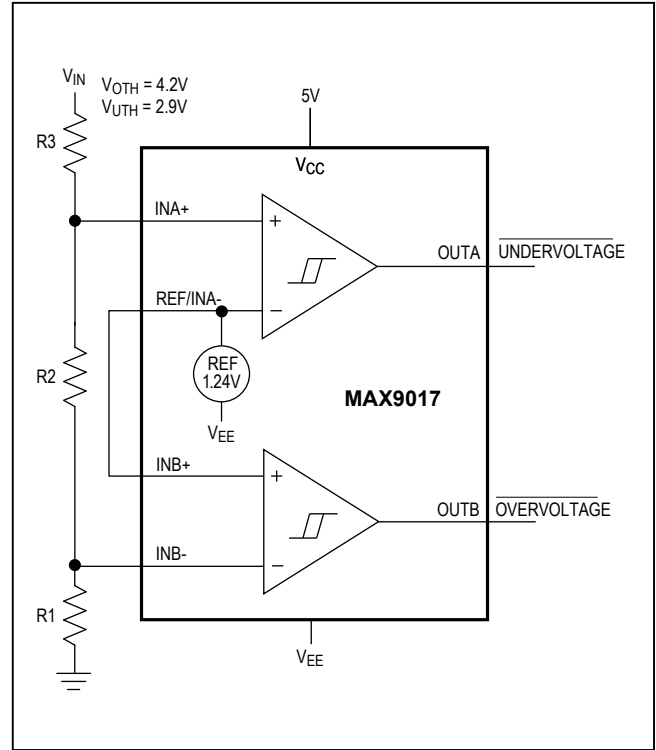 VIN
VOTH = 4.2V
VUTH = 2.9V
5V
R3
VCC
INA+
+
OUTA
UNDERVOLTAGE
REF/INA-
−
REF
1.24V
R2
MAX9017
VEE
INB+
+
OUTB
OVERVOLTAGE
INB-
−
R1
VEE